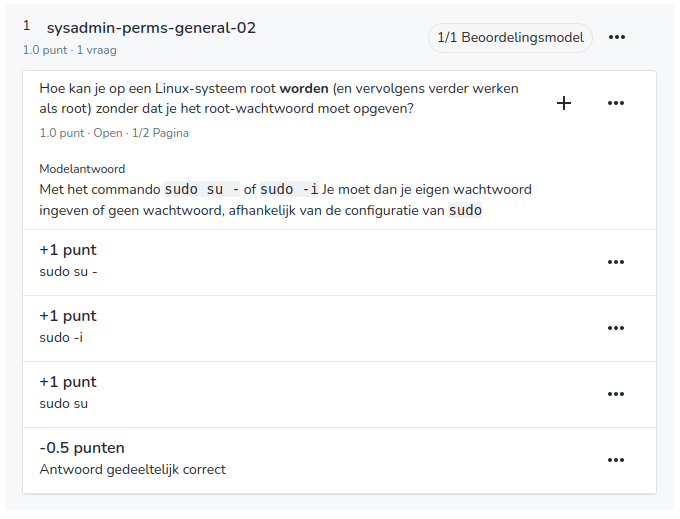 1 sysadmin-perms-general-02
1/1 Beoordelingsmodel
1.0 punt · 1 vraag
Hoe kan je op een Linux-systeem root worden (en vervolgens verder werken
als root) zonder dat je het root-wachtwoord moet opgeven?
1.0 punt · Open · 1/2 Pagina
Modelantwoord
Met het commando sudo su - of sudo -i Je moet dan je eigen wachtwoord
ingeven of geen wachtwoord, afhankelijk van de configuratie van sudo
+1 punt
sudo su -
+1 punt
sudo -i
+1 punt
sudo su
-0.5 punten
Antwoord gedeeltelijk correct